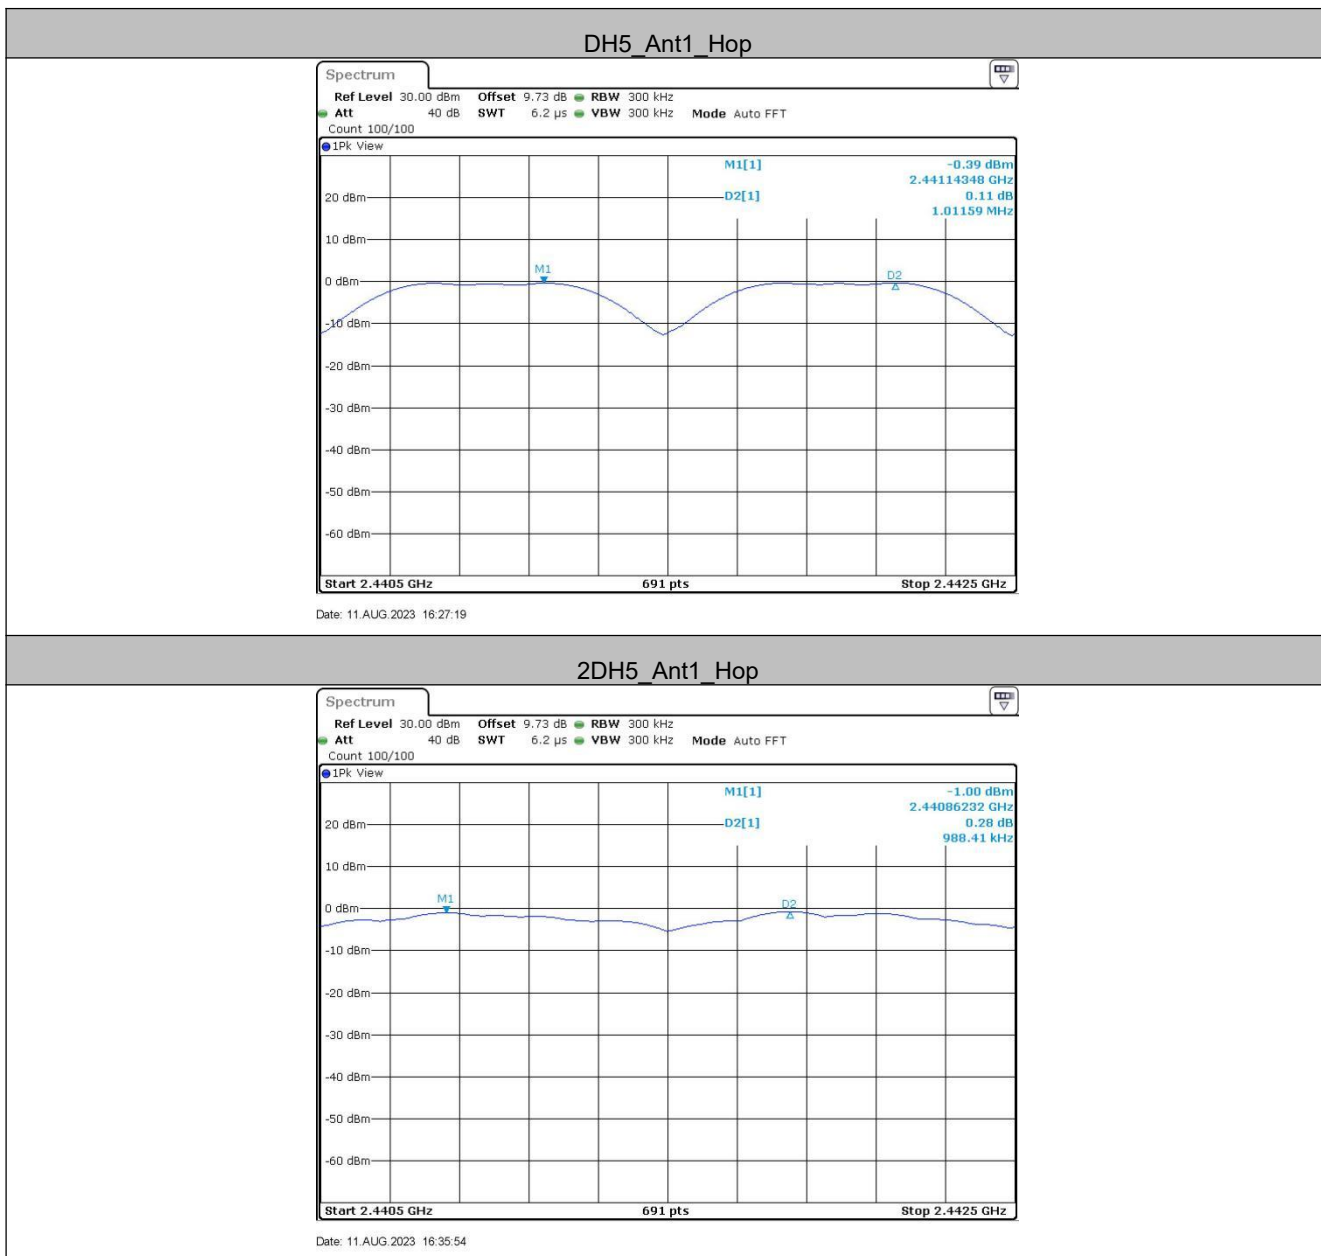 DH5_Ant1_Hop
Spectrum
Ref Level 30.00 dBm Offset 9.73 dB RBW 300 kHz
Att 40 dB SWT 6.2 µs VBW 300 kHz Mode Auto FFT
Count 100/100
1Pk View
M1[1] -0.39 dBm
2.44114348 GHz
20 dBm D2[1] 0.11 dB
1.01159 MHz
10 dBm
M1
D2
0 dBm
-10 dBm
-20 dBm
-30 dBm
-40 dBm
-50 dBm
-60 dBm
Start 2.4405 GHz 691 pts Stop 2.4425 GHz
Date: 11.AUG.2023 16:27:19
2DH5_Ant1_Hop
Spectrum
Ref Level 30.00 dBm Offset 9.73 dB RBW 300 kHz
Att 40 dB SWT 6.2 µs VBW 300 kHz Mode Auto FFT
Count 100/100
1Pk View
M1[1] -1.00 dBm
2.44086232 GHz
20 dBm D2[1] 0.28 dB
988.41 kHz
10 dBm
M1
D2
0 dBm
-10 dBm
-20 dBm
-30 dBm
-40 dBm
-50 dBm
-60 dBm
Start 2.4405 GHz 691 pts Stop 2.4425 GHz
Date: 11.AUG.2023 16:35:54